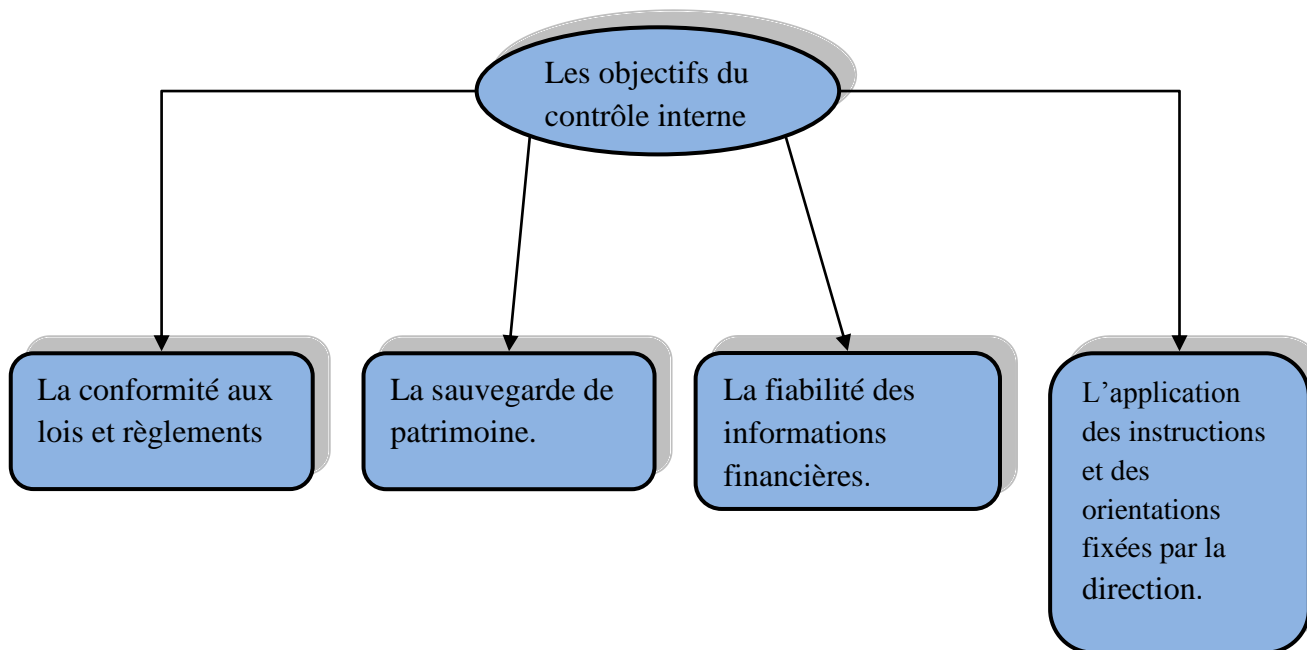 Les objectifs du
contrôle interne
La conformité aux
lois et règlements
La sauvegarde de
patrimoine.
La fiabilité des
informations
financières.
L’application
des instructions
et des
orientations
fixées par la
direction.